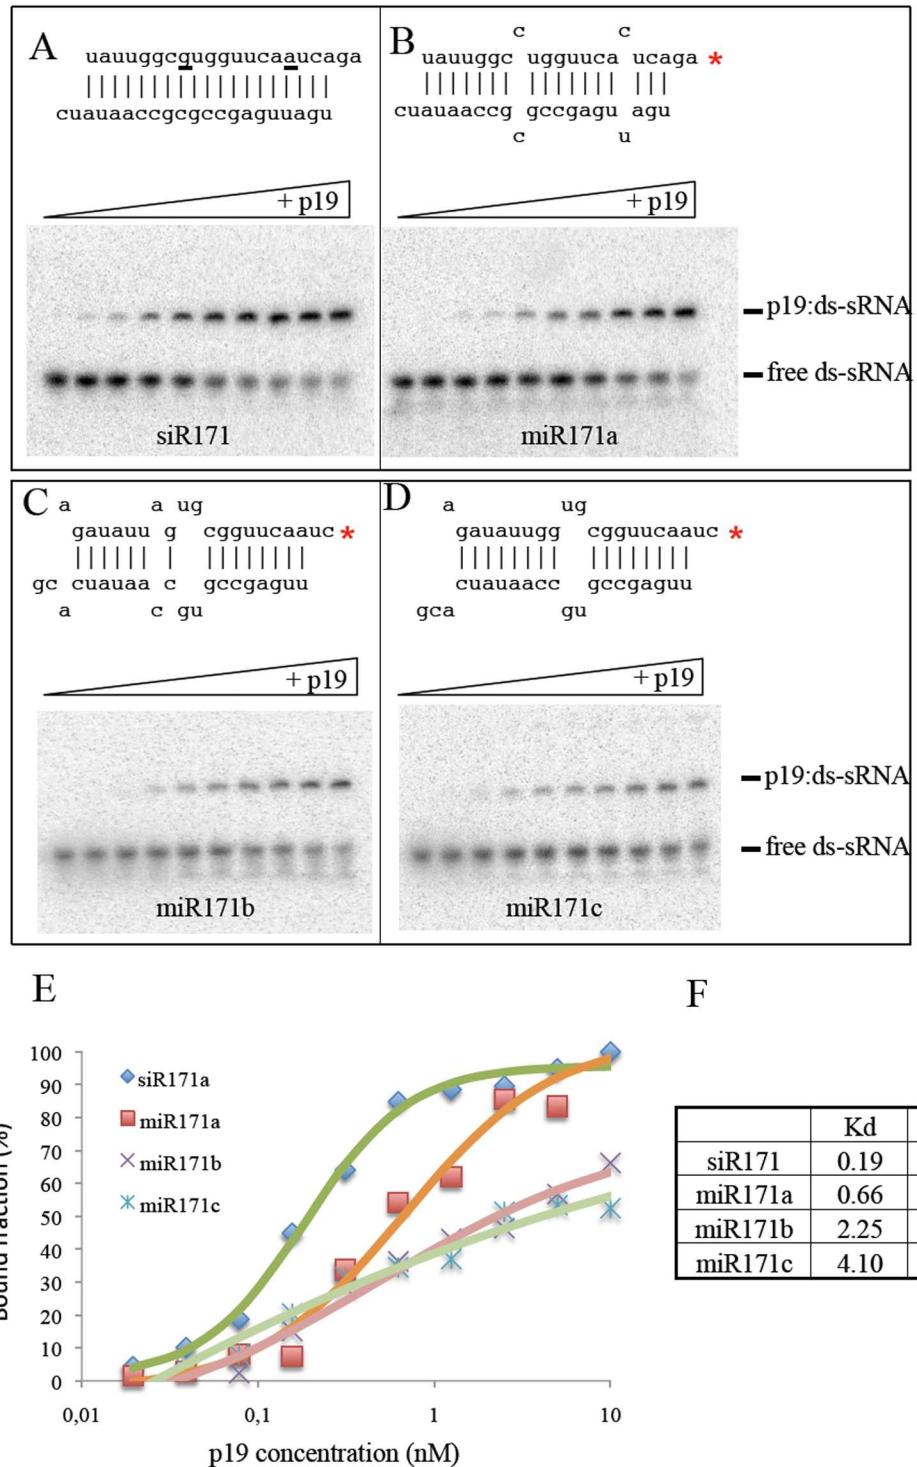 A
uauuggcguggUucaaucaga
cuauaaccgcgccgaguuagu
+ p19
siR171
B
c c
uauuggc ugguuca ucaga *
cuauaaccg gccgagu agu
c u
+ p19
p19:ds-sRNA
free ds-sRNA
miR171a
C
a a ug
gauauu g cgguucaauc *
gc cuauaa c gccgaguu
a c gu
+ p19
miR171b
D
a ug
gauauugg cgguucaauc *
cuauaacc gccgaguu
gca gu
+ p19
p19:ds-sRNA
free ds-sRNA
miR171c
E
Bound fraction (%)
100
90
80
70
60
50
40
30
20
10
0
siR171a
miR171a
miR171b
miR171c
0,01 0,1 1 10
p19 concentration (nM)
F
Kd
siR171 0.19
miR171a 0.66
miR171b 2.25
miR171c 4.10